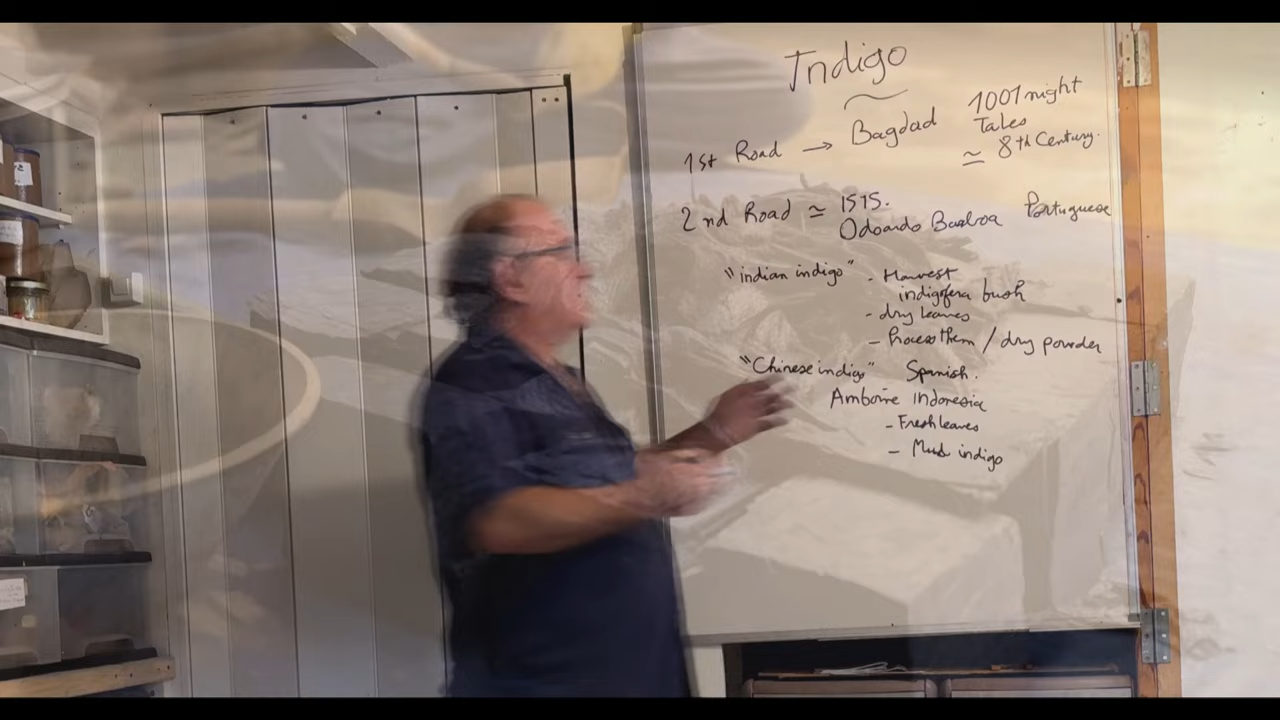 Indigo
1st Road → Bagdad 1001 night
Tales
≃ 8th Century.
2nd Road ≃ 1515.
Odoardo Barbosa Portuguese
"indian indigo" - Harvest
indigofera bush
- dry leaves
- Process them / dry powder
"Chinese indigo" Spanish.
Amboine Indonesia
- Fresh leaves
- Mud indigo